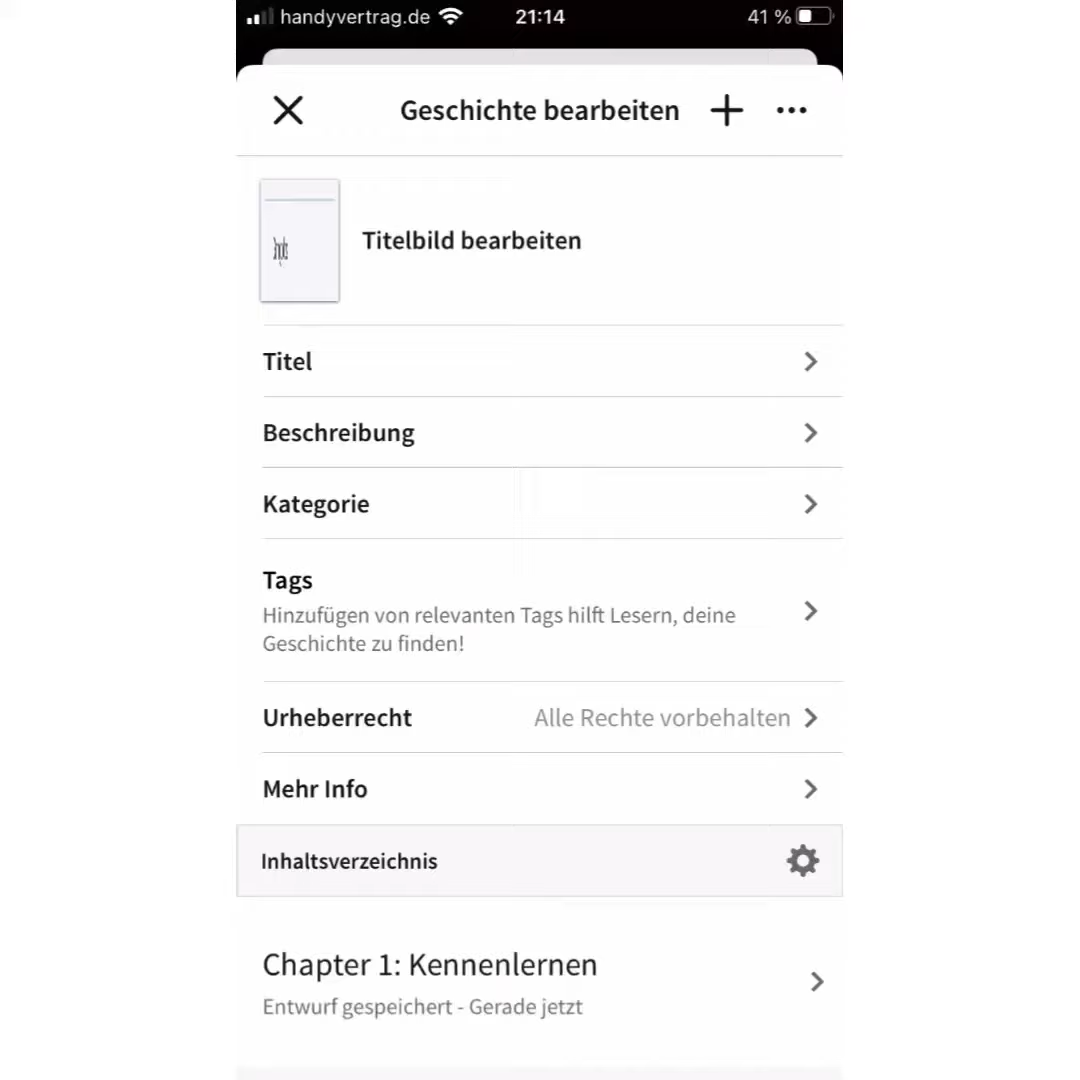 handyvertrag.de 21:14 41 %
Geschichte bearbeiten
Titelbild bearbeiten
Titel
Beschreibung
Kategorie
Tags
Hinzufügen von relevanten Tags hilft Lesern, deine
Geschichte zu finden!
Urheberrecht Alle Rechte vorbehalten
Mehr Info
Inhaltsverzeichnis
Chapter 1: Kennenlernen
Entwurf gespeichert - Gerade jetzt